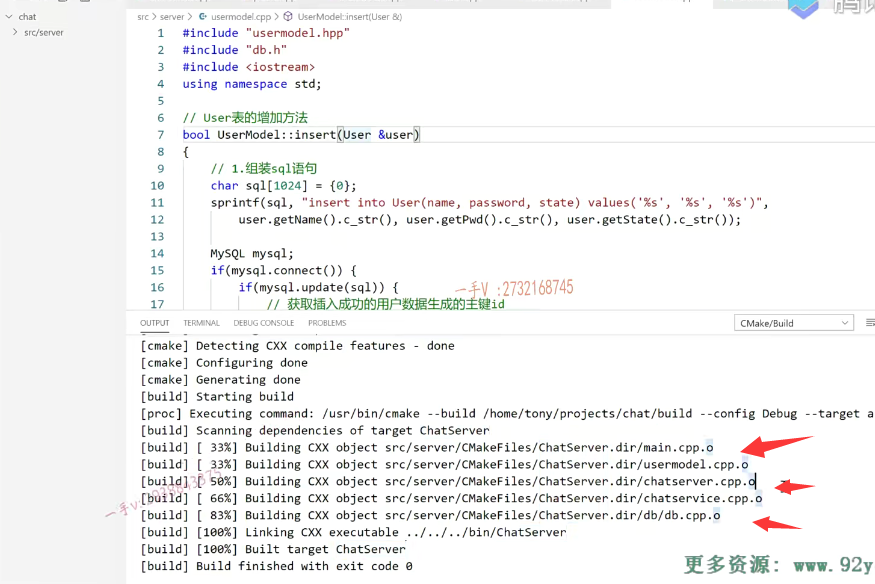 chat
src/server
src > server > usermodel.cpp > UserModel::insert(User &)
1 #include "usermodel.hpp"
2 #include "db.h"
3 #include <iostream>
4 using namespace std;
5
6 // User表的增加方法
7 bool UserModel::insert(User &user)
8 {
9 // 1.组装sql语句
10 char sql[1024] = {0};
11 sprintf(sql, "insert into User(name, password, state) values('%s', '%s', '%s')",
12 user.getName().c_str(), user.getPwd().c_str(), user.getState().c_str());
13
14 MySQL mysql;
15 if(mysql.connect()) {
16 if(mysql.update(sql)) {
一手V :2732168745
17 // 获取插入成功的用户数据生成的主键id
OUTPUT TERMINAL DEBUG CONSOLE PROBLEMS CMake/Build
[cmake] Detecting CXX compile features - done
[cmake] Configuring done
[cmake] Generating done
[build] Starting build
[proc] Executing command: /usr/bin/cmake --build /home/tony/projects/chat/build --config Debug --target a
[build] Scanning dependencies of target ChatServer
[build] [ 33%] Building CXX object src/server/CMakeFiles/ChatServer.dir/main.cpp.o
[build] [ 33%] Building CXX object src/server/CMakeFiles/ChatServer.dir/usermodel.cpp.o
[build] [ 50%] Building CXX object src/server/CMakeFiles/ChatServer.dir/chatserver.cpp.o
[build] [ 66%] Building CXX object src/server/CMakeFiles/ChatServer.dir/chatservice.cpp.o
[build] [ 83%] Building CXX object src/server/CMakeFiles/ChatServer.dir/db/db.cpp.o
[build] [100%] Linking CXX executable ../../../bin/ChatServer
[build] [100%] Built target ChatServer
[build] Build finished with exit code 0
更多资源: www.92y